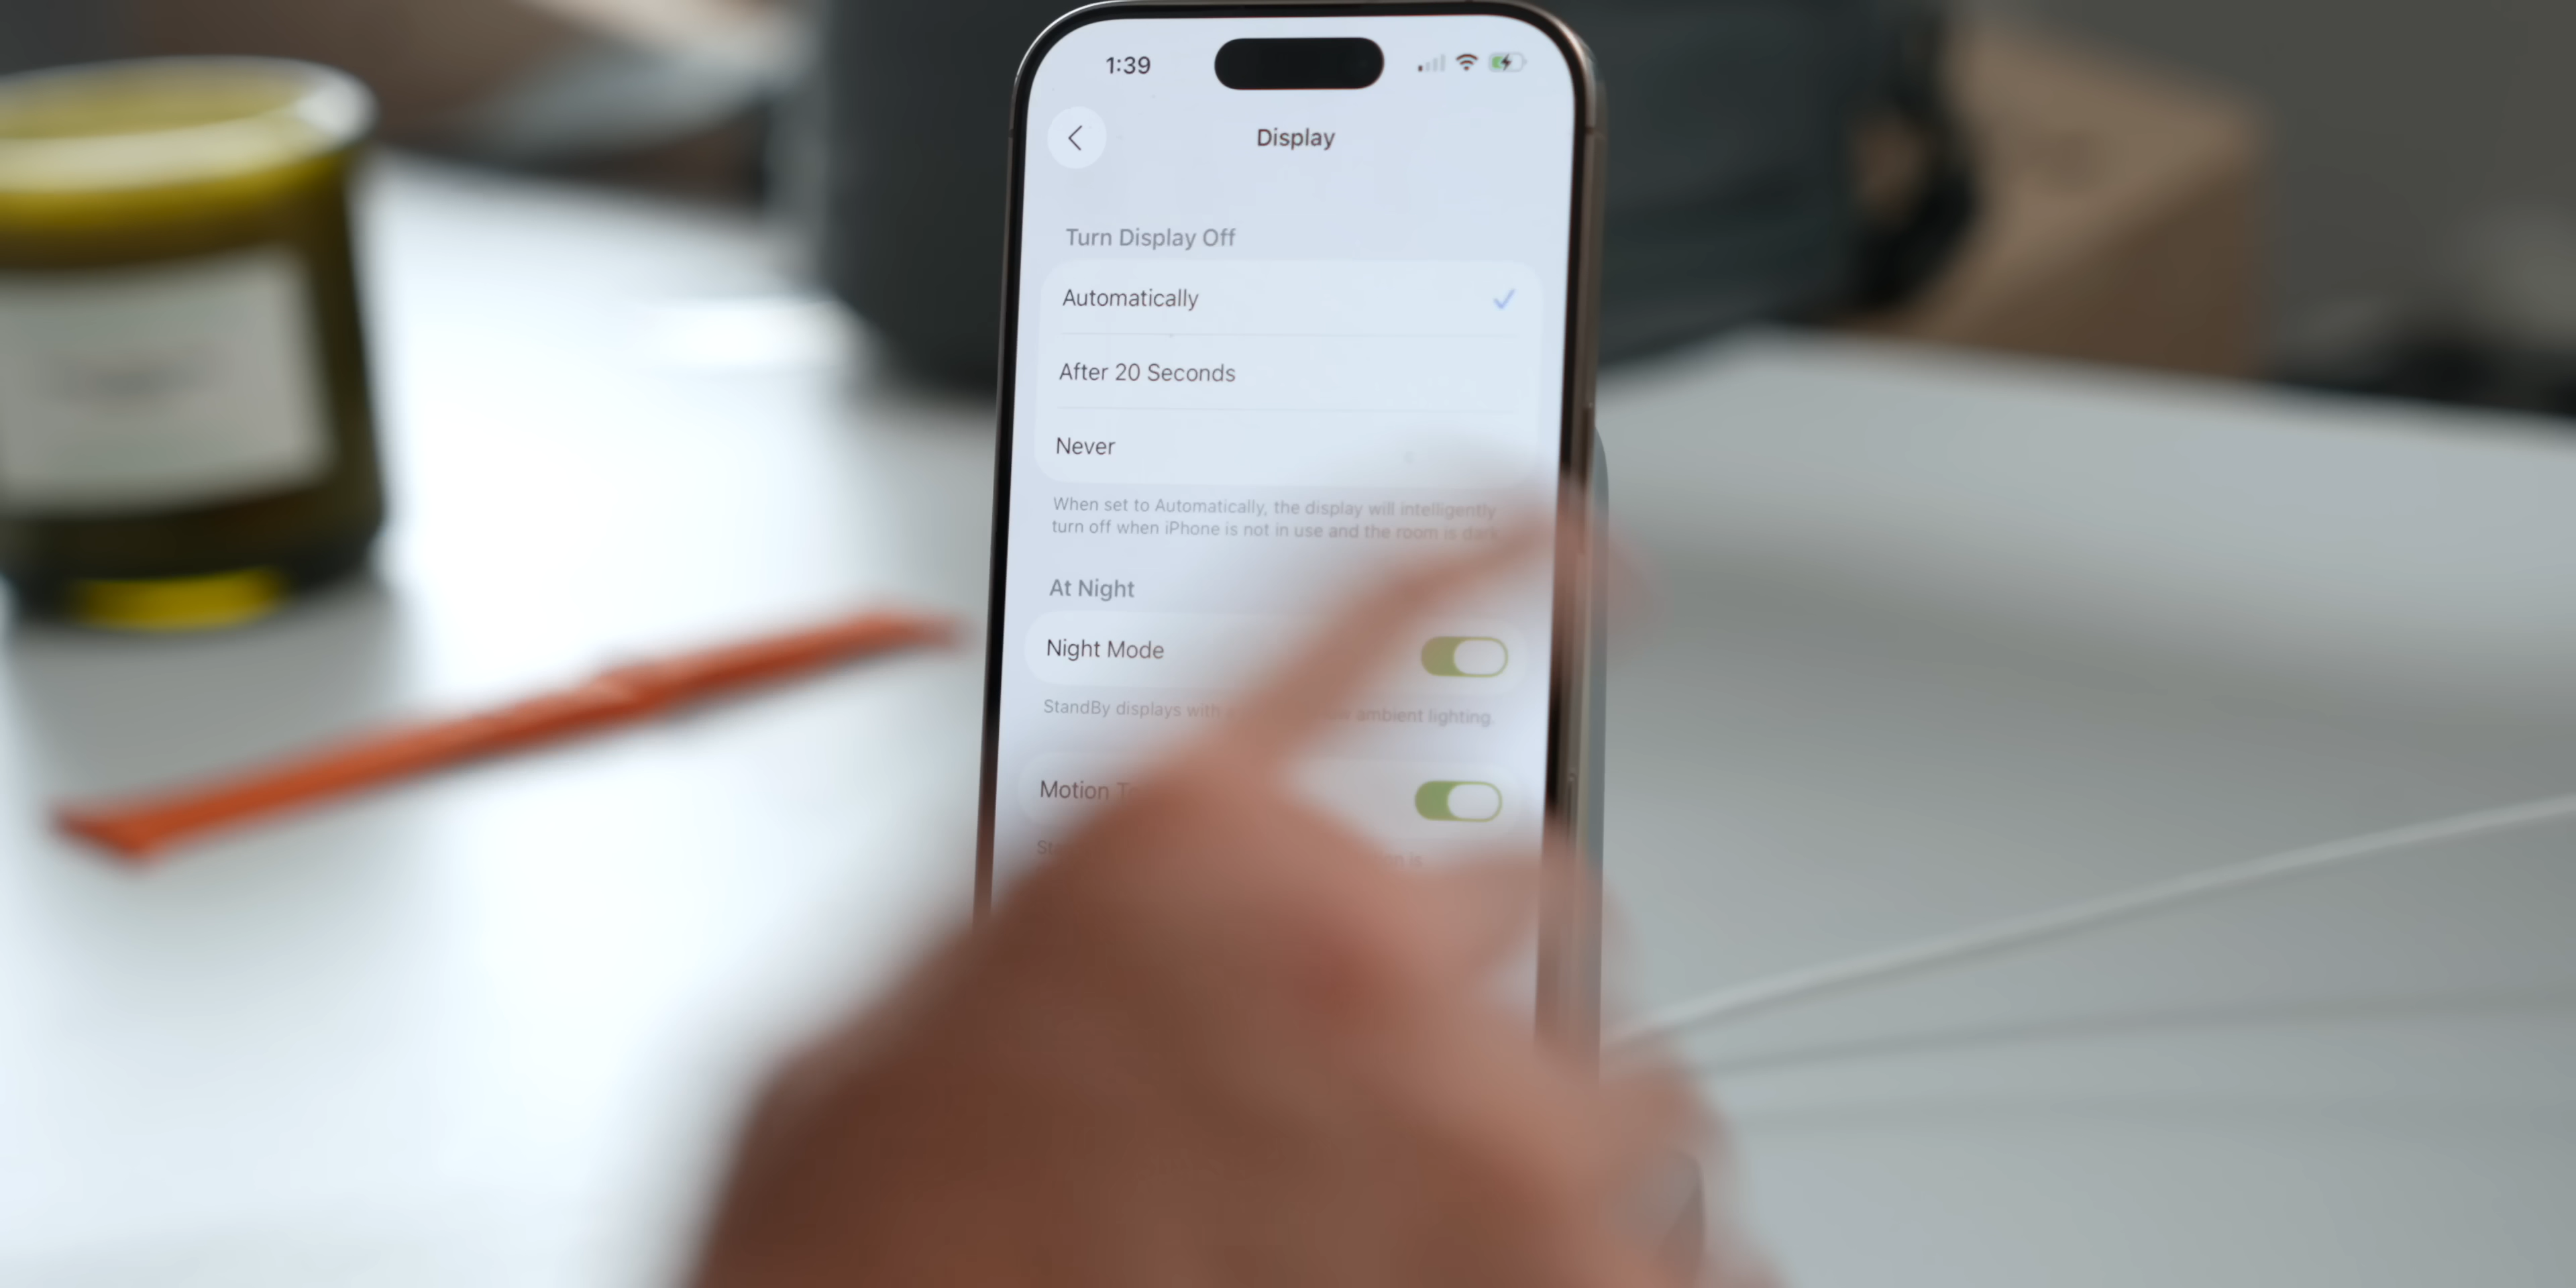 1:39
Display
Turn Display Off
Automatically
After 20 Seconds
Never
When set to Automatically, the display will intelligently
turn off when iPhone is not in use and the room is dark
At Night
Night Mode
StandBy displays with ambient lighting.
Motion
is